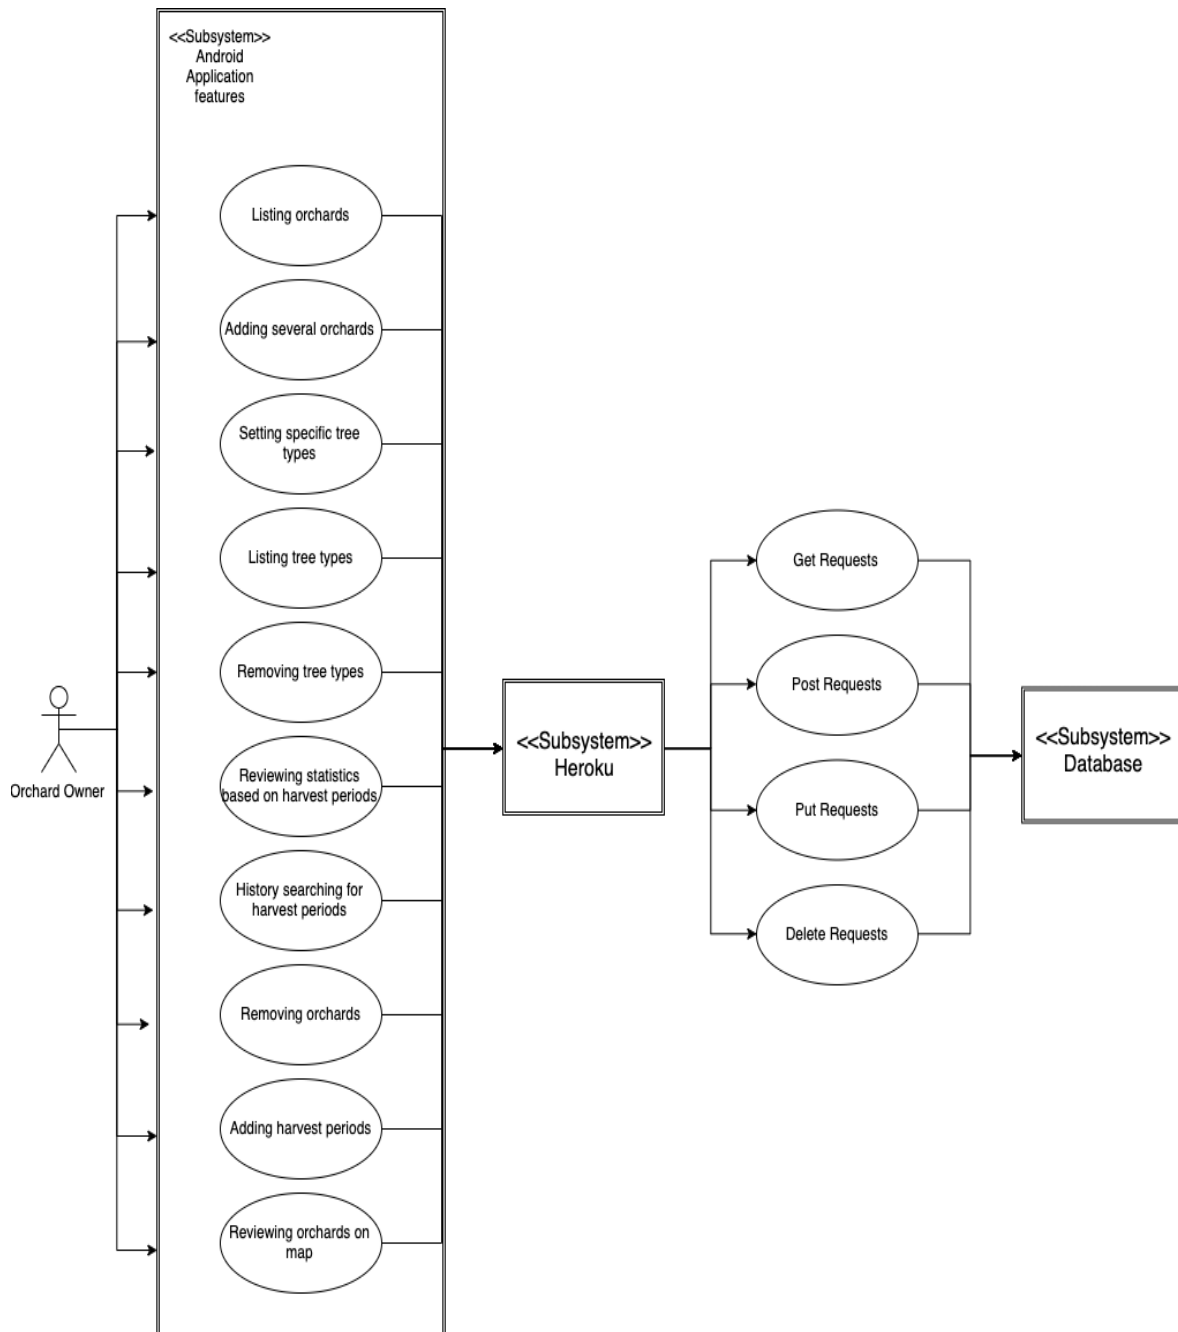 <<Subsystem>>
Android
Application
features
Listing orchards
Adding several orchards
Setting specific tree
types
Listing tree types
Removing tree types
Reviewing statistics
based on harvest periods
History searching for
harvest periods
Removing orchards
Adding harvest periods
Reviewing orchards on
map
Orchard Owner
<<Subsystem>>
Heroku
Get Requests
Post Requests
Put Requests
Delete Requests
<<Subsystem>>
Database